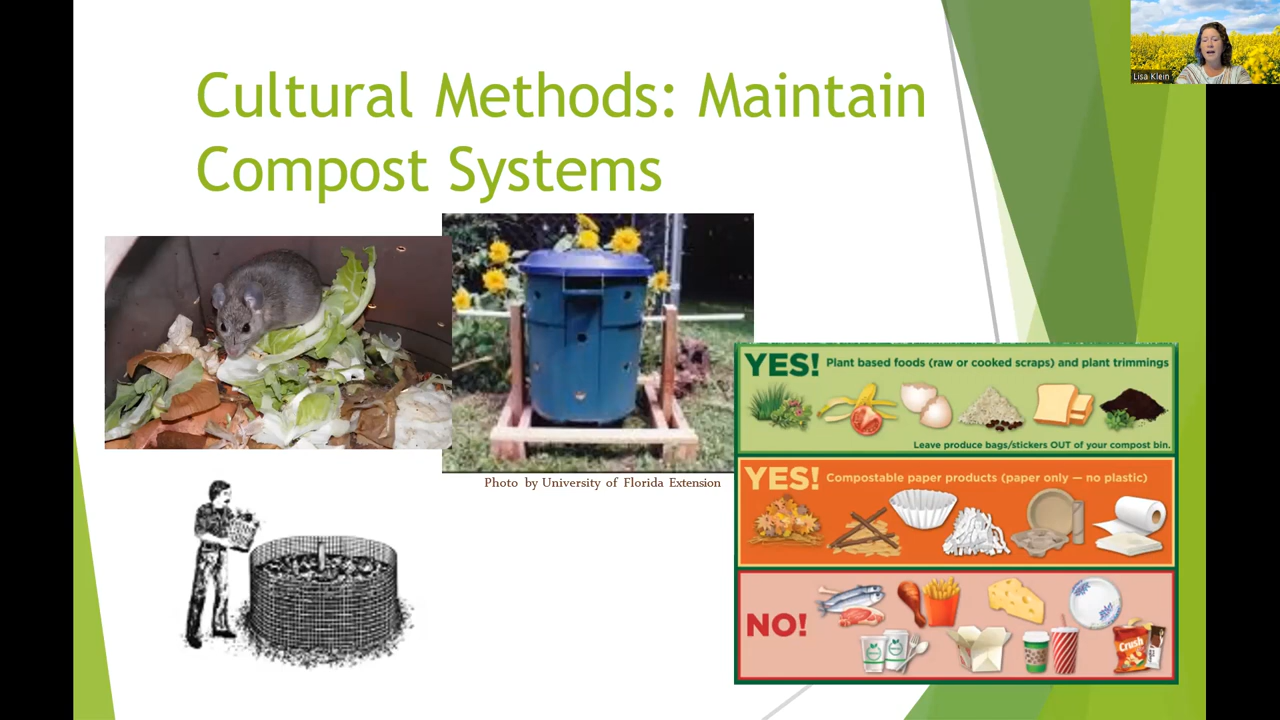 Cultural Methods: Maintain
Compost Systems
Lisa Klein
Photo by University of Florida Extension
YES! Plant based foods (raw or cooked scraps) and plant trimmings
Leave produce bags/stickers OUT of your compost bin.
YES! Compostable paper products (paper only — no plastic)
NO!
Crush